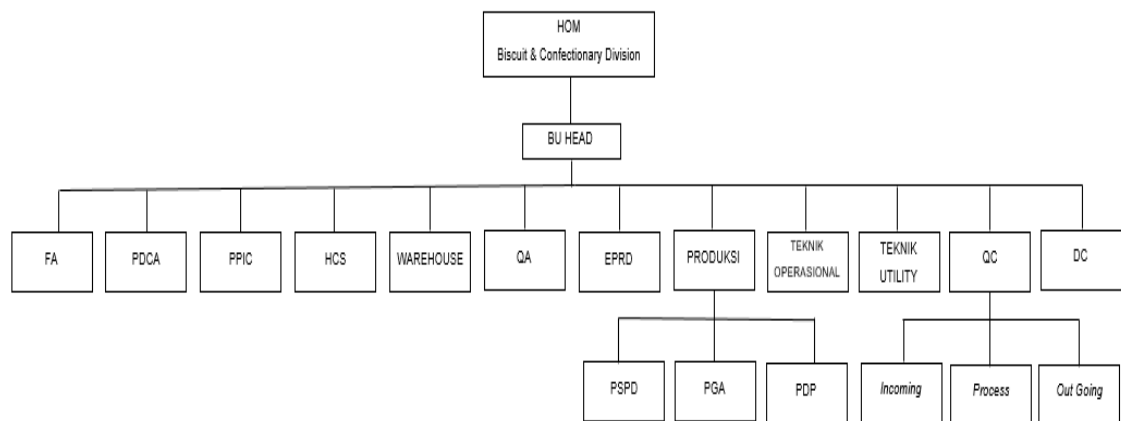 HOM
Biscuit & Confectionary Division
BU HEAD
FA
PDCA
PPIC
HCS
WAREHOUSE
QA
EPRD
PRODUKSI
TEKNIK
OPERASIONAL
TEKNIK
UTILITY
QC
DC
PSPD
PGA
PDP
Incoming
Process
Out Going